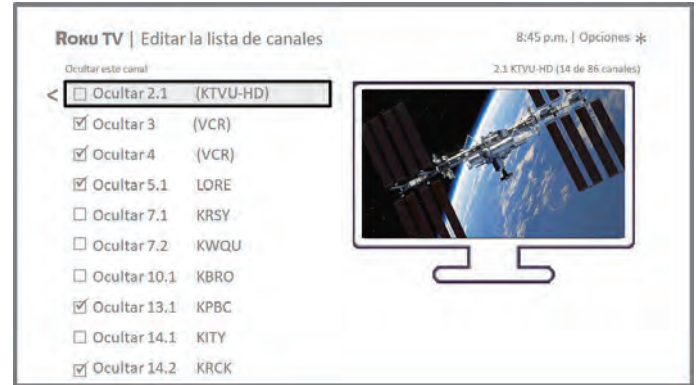 Roku TV | Editar la lista de canales
8:45 p.m. | Opciones *
Ocultar este canal
2.1 KTVU-HD (14 de 86 canales)
< ☐ Ocultar 2.1 (KTVU-HD)
☑ Ocultar 3 (VCR)
☑ Ocultar 4 (VCR)
☑ Ocultar 5.1 LORE
☐ Ocultar 7.1 KRSY
☐ Ocultar 7.2 KWQU
☐ Ocultar 10.1 KBRO
☑ Ocultar 13.1 KPBC
☐ Ocultar 14.1 KITY
☑ Ocultar 14.2 KRCK